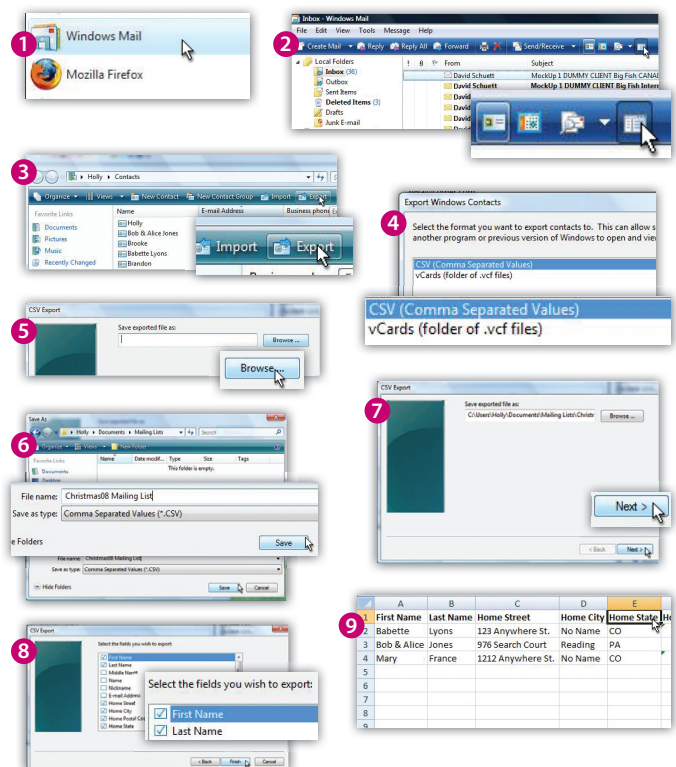 1
Windows Mail
Mozilla Firefox
2
Inbox - Windows Mail
File Edit View Tools Message Help
Create Mail Reply Reply All Forward Send/Receive
Local Folders
Inbox (36)
Outbox
Sent Items
Deleted Items (3)
Drafts
Junk E-mail
! From Subject
David Schuett MockUp 1 DUMMY CLIENT Big Fish CANAD
David Schuett MockUp 1 DUMMY CLIENT Big Fish Intern
David
David
David
3
Holly Contacts
Organize Views New Contact New Contact Group Import Export
Favorite Links
Documents
Pictures
Music
Recently Changed
Name E-mail Address Business phone
Holly
Bob & Alice Jones
Brooke
Babette Lyons
Brandon
Import Export
4
Export Windows Contacts
Select the format you want to export contacts to. This can allow s
another program or previous version of Windows to open and vie
CSV (Comma Separated Values)
vCards (folder of .vcf files)
CSV (Comma Separated Values)
vCards (folder of .vcf files)
5
CSV Export
Save exported file as:
Browse ...
Browse...
6
Save As
Holly Documents Mailing Lists Search
Organize Views New Folder
Favorite Links
Documents
Desktop
Name Date modif... Type Size Tags
This folder is empty.
File name: Christmas08 Mailing List
Save as type: Comma Separated Values (*.CSV)
e Folders
Save
File name: Christmas08 Mailing List
Save as type: Comma Separated Values (*.CSV)
Hide Folders
Save Cancel
7
CSV Export
Save exported file as:
C:\Users\Holly\Documents\Mailing Lists\Christr
Browse ...
Next >
< Back Next >
8
CSV Export
Select the fields you wish to export:
First Name
Last Name
Middle Name
Name
Nickname
E-mail Address
Home Street
Home City
Home Postal Co
Home State
Select the fields you wish to export:
First Name
Last Name
< Back Finish Cancel
9
A B C D E
1 First Name Last Name Home Street Home City Home State Ho
2 Babette Lyons 123 Anywhere St. No Name CO
3 Bob & Alice Jones 976 Search Court Reading PA
4 Mary France 1212 Anywhere St. No Name CO
5
6
7
8
9